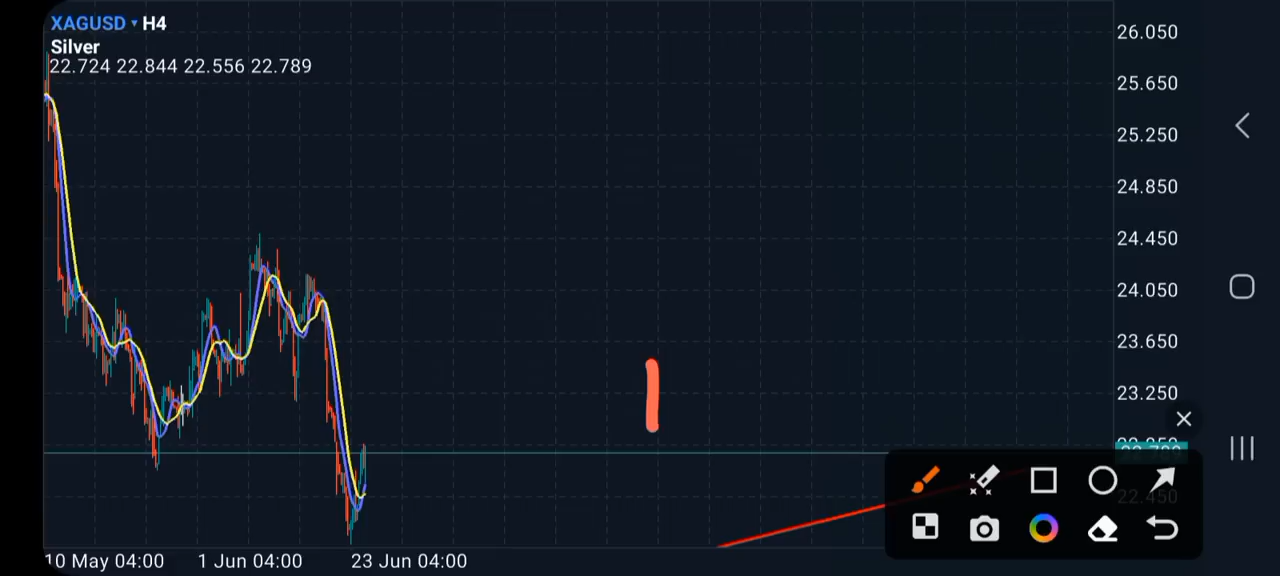 XAGUSD ▾ H4
Silver
22.724 22.844 22.556 22.789
26.050
25.650
25.250
24.850
24.450
24.050
23.650
23.250
22.450
10 May 04:00 1 Jun 04:00 23 Jun 04:00